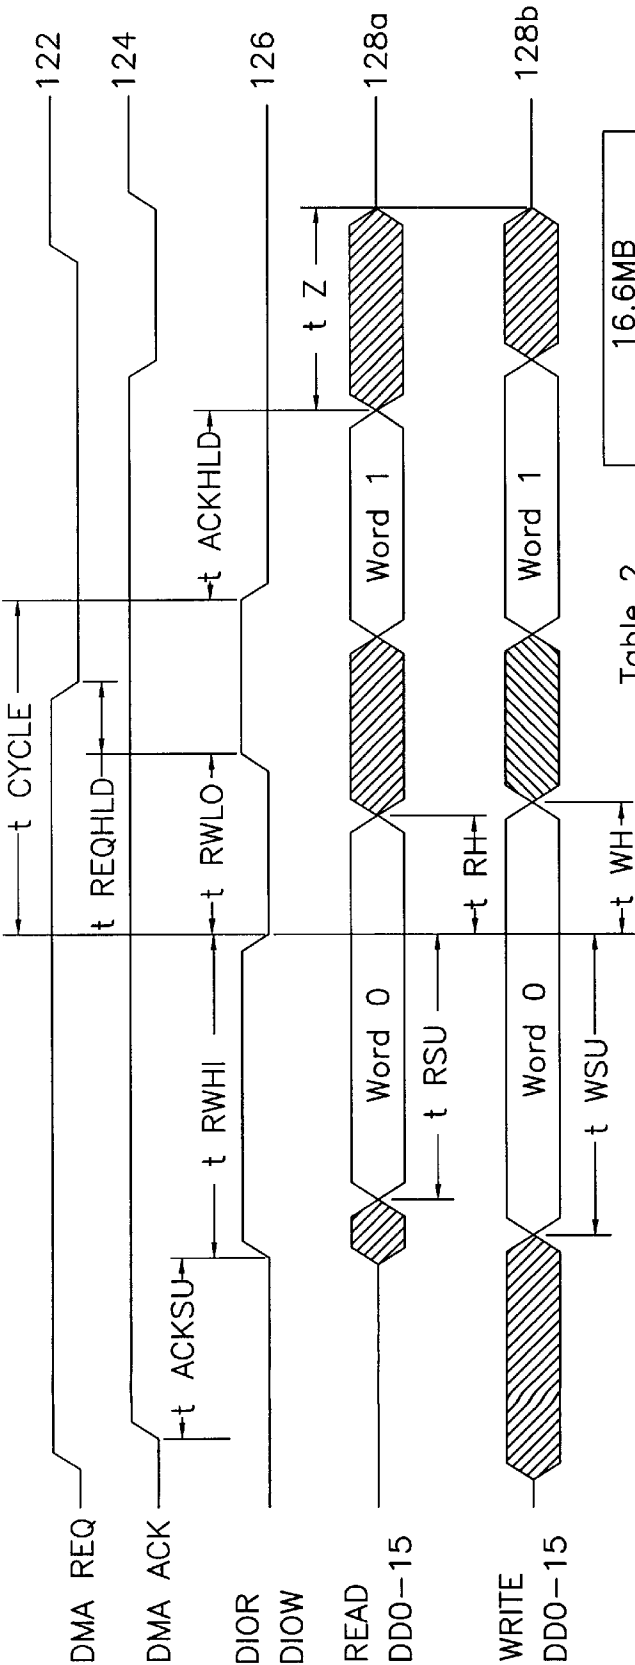 DMA REQ
122
DMA ACK
124
DIOR
DIOW
126
READ
DD0-15
128a
WRITE
DD0-15
128b
t CYCLE
t REQHLD
t ACKSU
t RWHI
t RWLO
t ACKHLD
t Z
Word 0
Word 1
t RSU
t RH
Word 0
Word 1
t WSU
t WH
Table 2
16.6MB